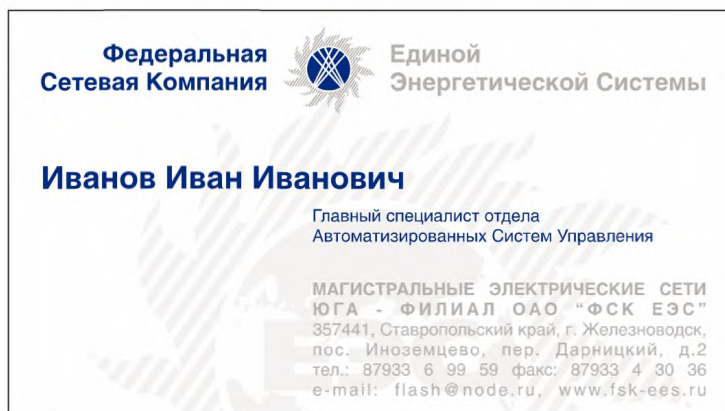 Федеральная
Сетевая Компания
Единой
Энергетической Системы
Иванов Иван Иванович
Главный специалист отдела
Автоматизированных Систем Управления
МАГИСТРАЛЬНЫЕ ЭЛЕКТРИЧЕСКИЕ СЕТИ
ЮГА - ФИЛИАЛ ОАО “ФСК ЕЭС”
357441, Ставропольский край, г. Железноводск,
пос. Иноземцево, пер. Дарницкий, д.2
тел.: 87933 6 99 59 факс: 87933 4 30 36
e-mail: flash@node.ru, www.fsk-ees.ru